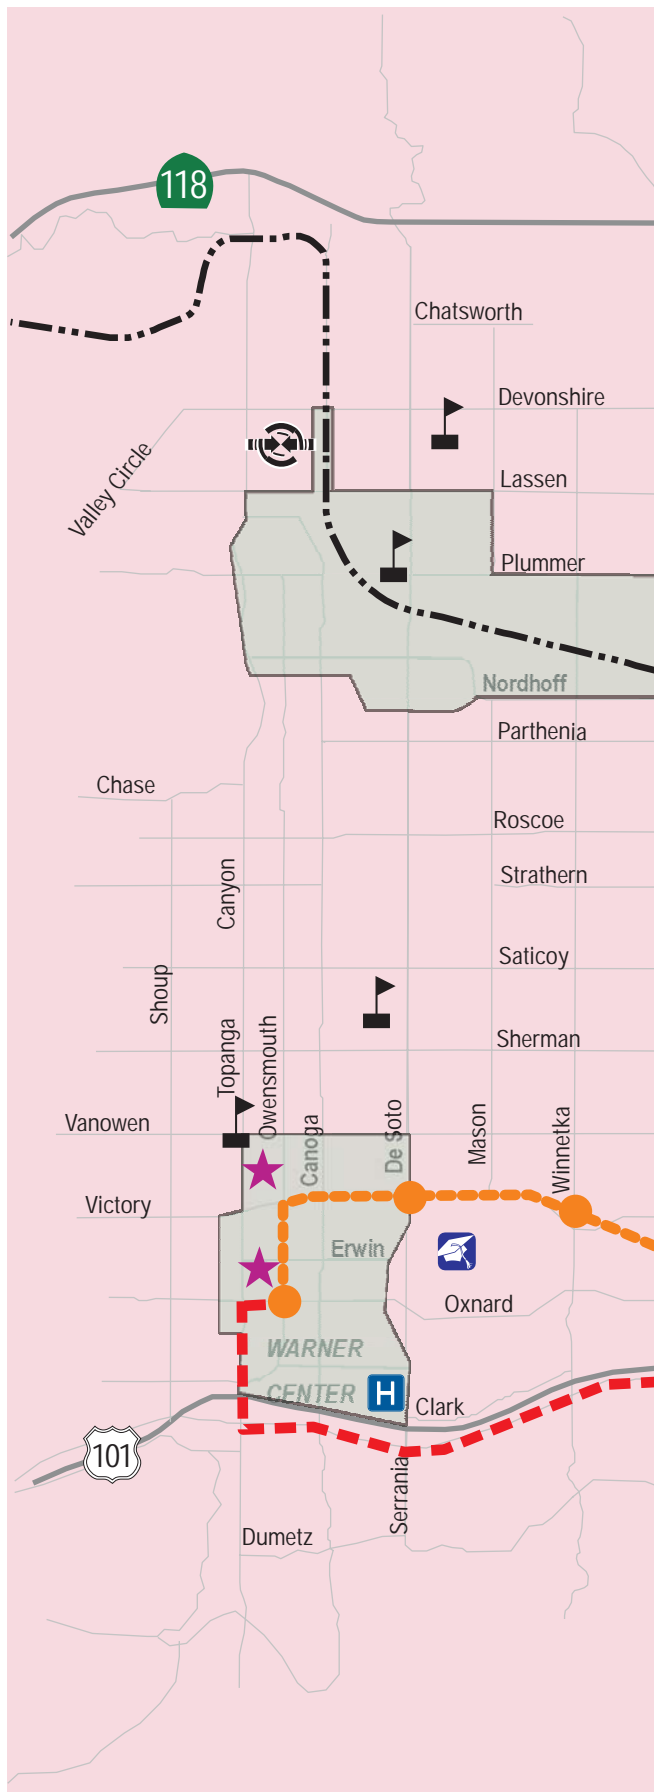 118
Chatsworth
Devonshire
Valley Circle
Lassen
Plummer
Nordhoff
Parthenia
Chase
Roscoe
Canyon
Strathern
Saticoy
Shoup
Topanga
Owensmouth
Sherman
Vanowen
Canoga
De Soto
Mason
Winnetka
Victory
Erwin
Oxnard
WARNER
CENTER
H
Clark
101
Serrania
Dumetz